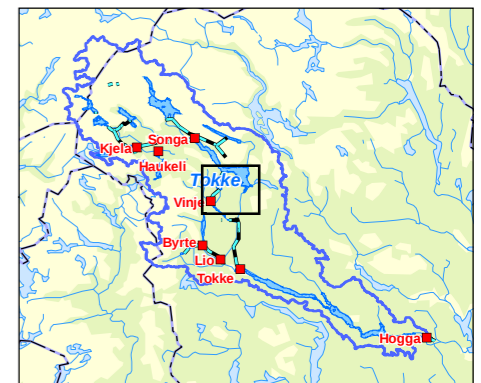 Songa
Kjela
Haukeli
Tokke
Vinje
Byrte
Lio
Tokke
Hogga